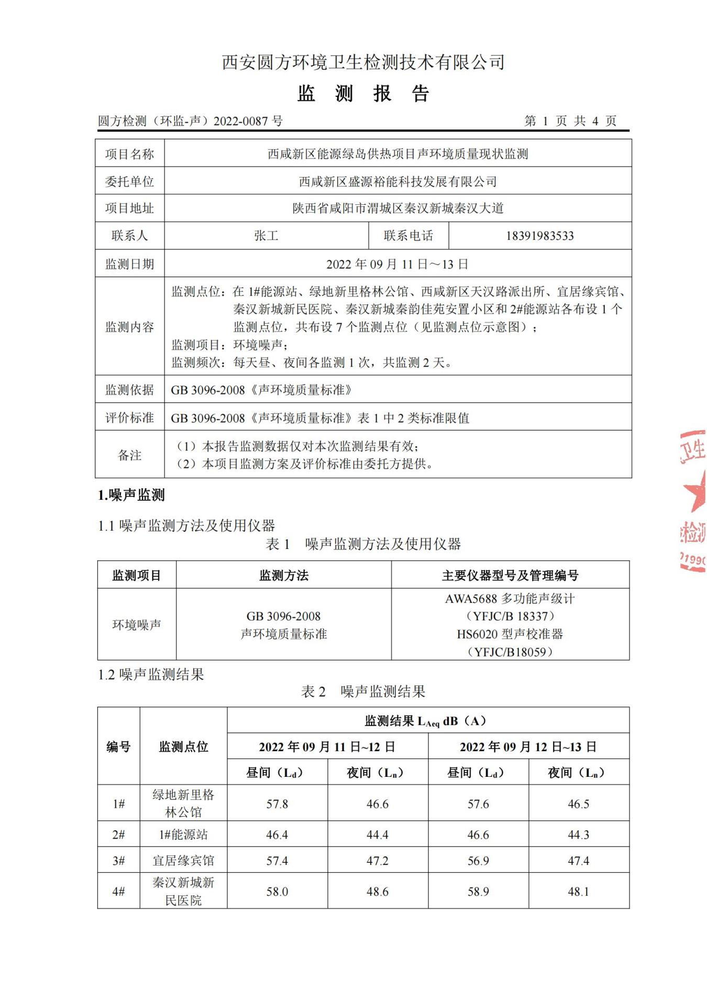 西安圆方环境卫生检测技术有限公司
监 测 报 告
圆方检测（环监-声）2022-0087 号 第 1 页 共 4 页
项目名称 西咸新区能源绿岛供热项目声环境质量现状监测
委托单位 西咸新区盛源裕能科技发展有限公司
项目地址 陕西省咸阳市渭城区秦汉新城秦汉大道
联系人 张工 联系电话 18391983533
监测日期 2022 年 09 月 11 日～13 日
监测内容
监测点位：在 1#能源站、绿地新里格林公馆、西咸新区天汉路派出所、宜居缘宾馆、
秦汉新城新民医院、秦汉新城秦韵佳苑安置小区和 2#能源站各布设 1 个
监测点位，共布设 7 个监测点位（见监测点位示意图）；
监测项目：环境噪声；
监测频次：每天昼、夜间各监测 1 次，共监测 2 天。
监测依据 GB 3096-2008《声环境质量标准》
评价标准 GB 3096-2008《声环境质量标准》表 1 中 2 类标准限值
备注
（1）本报告监测数据仅对本次监测结果有效；
（2）本项目监测方案及评价标准由委托方提供。
1.噪声监测
1.1 噪声监测方法及使用仪器
表 1 噪声监测方法及使用仪器
监测项目 监测方法 主要仪器型号及管理编号
环境噪声
GB 3096-2008
声环境质量标准
AWA5688 多功能声级计
（YFJC/B 18337）
HS6020 型声校准器
（YFJC/B18059）
1.2 噪声监测结果
表 2 噪声监测结果
编号 监测点位 监测结果 LAeq dB（A）
2022 年 09 月 11 日~12 日 2022 年 09 月 12 日~13 日
昼间（Ld） 夜间（Ln） 昼间（Ld） 夜间（Ln）
1# 绿地新里格
林公馆 57.8 46.6 57.6 46.5
2# 1#能源站 46.4 44.4 46.6 44.3
3# 宜居缘宾馆 57.4 47.2 56.9 47.4
4# 秦汉新城新
民医院 58.0 48.6 58.9 48.1
卫生
检测
01990